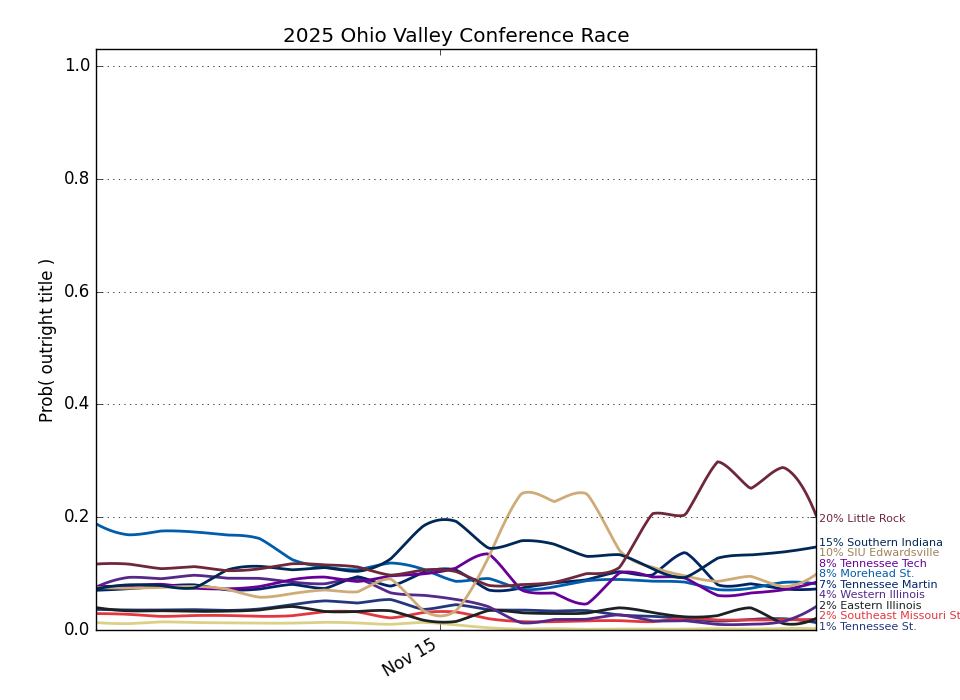 2025 Ohio Valley Conference Race
Prob( outright title )
1.0
0.8
0.6
0.4
0.2
0.0
Nov 15
20% Little Rock
15% Southern Indiana
10% SIU Edwardsville
8% Tennessee Tech
8% Morehead St.
7% Tennessee Martin
4% Western Illinois
2% Eastern Illinois
2% Southeast Missouri St
1% Tennessee St.